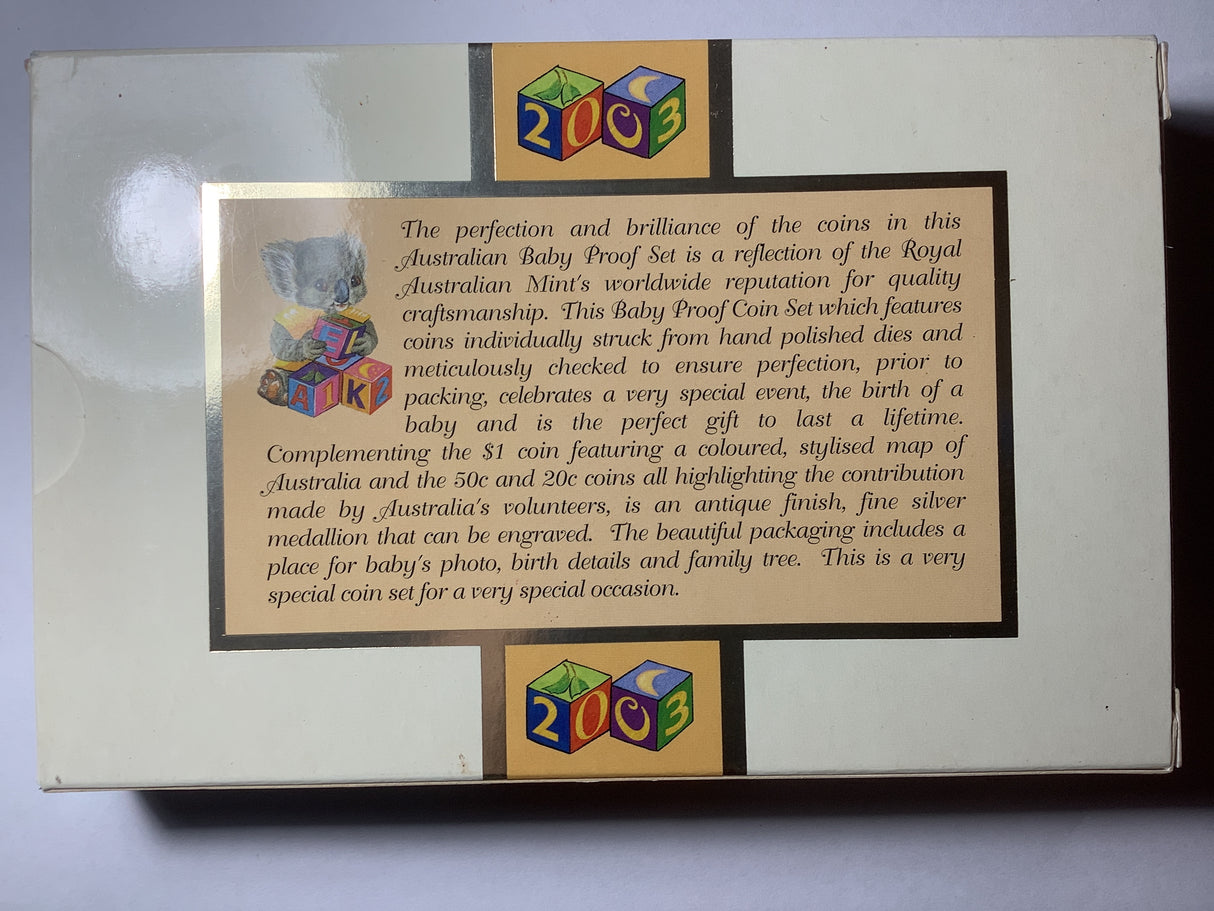 2003
The perfection and brilliance of the coins in this
Australian Baby Proof Set is a reflection of the Royal
Australian Mint's worldwide reputation for quality
craftsmanship. This Baby Proof Coin Set which features
coins individually struck from hand polished dies and
meticulously checked to ensure perfection, prior to
packing, celebrates a very special event, the birth of a
baby and is the perfect gift to last a lifetime.
Complementing the $1 coin featuring a coloured, stylised map of
Australia and the 50c and 20c coins all highlighting the contribution
made by Australia's volunteers, is an antique finish, fine silver
medallion that can be engraved. The beautiful packaging includes a
place for baby's photo, birth details and family tree. This is a very
special coin set for a very special occasion.
A 1 K Z
2003